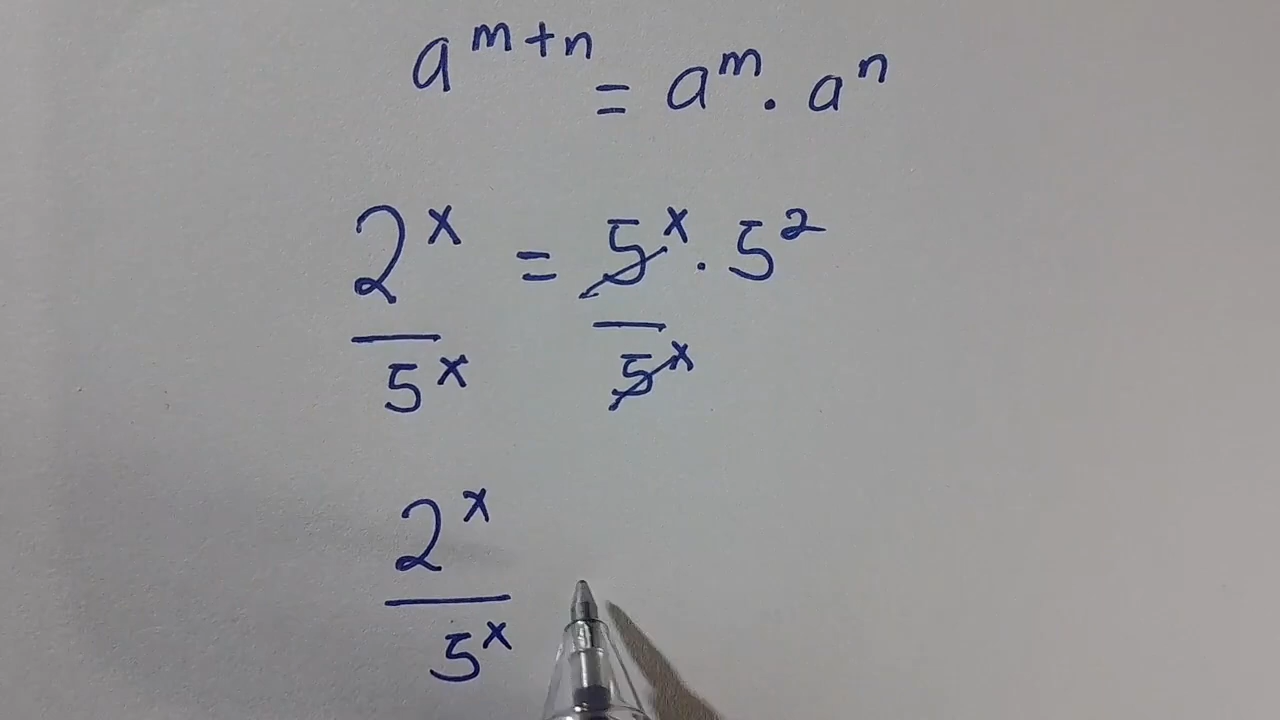 a^{m+n} = a^m . a^n
2^x / 5^x = 5^x . 5^2 / 5^x
2^x / 5^x